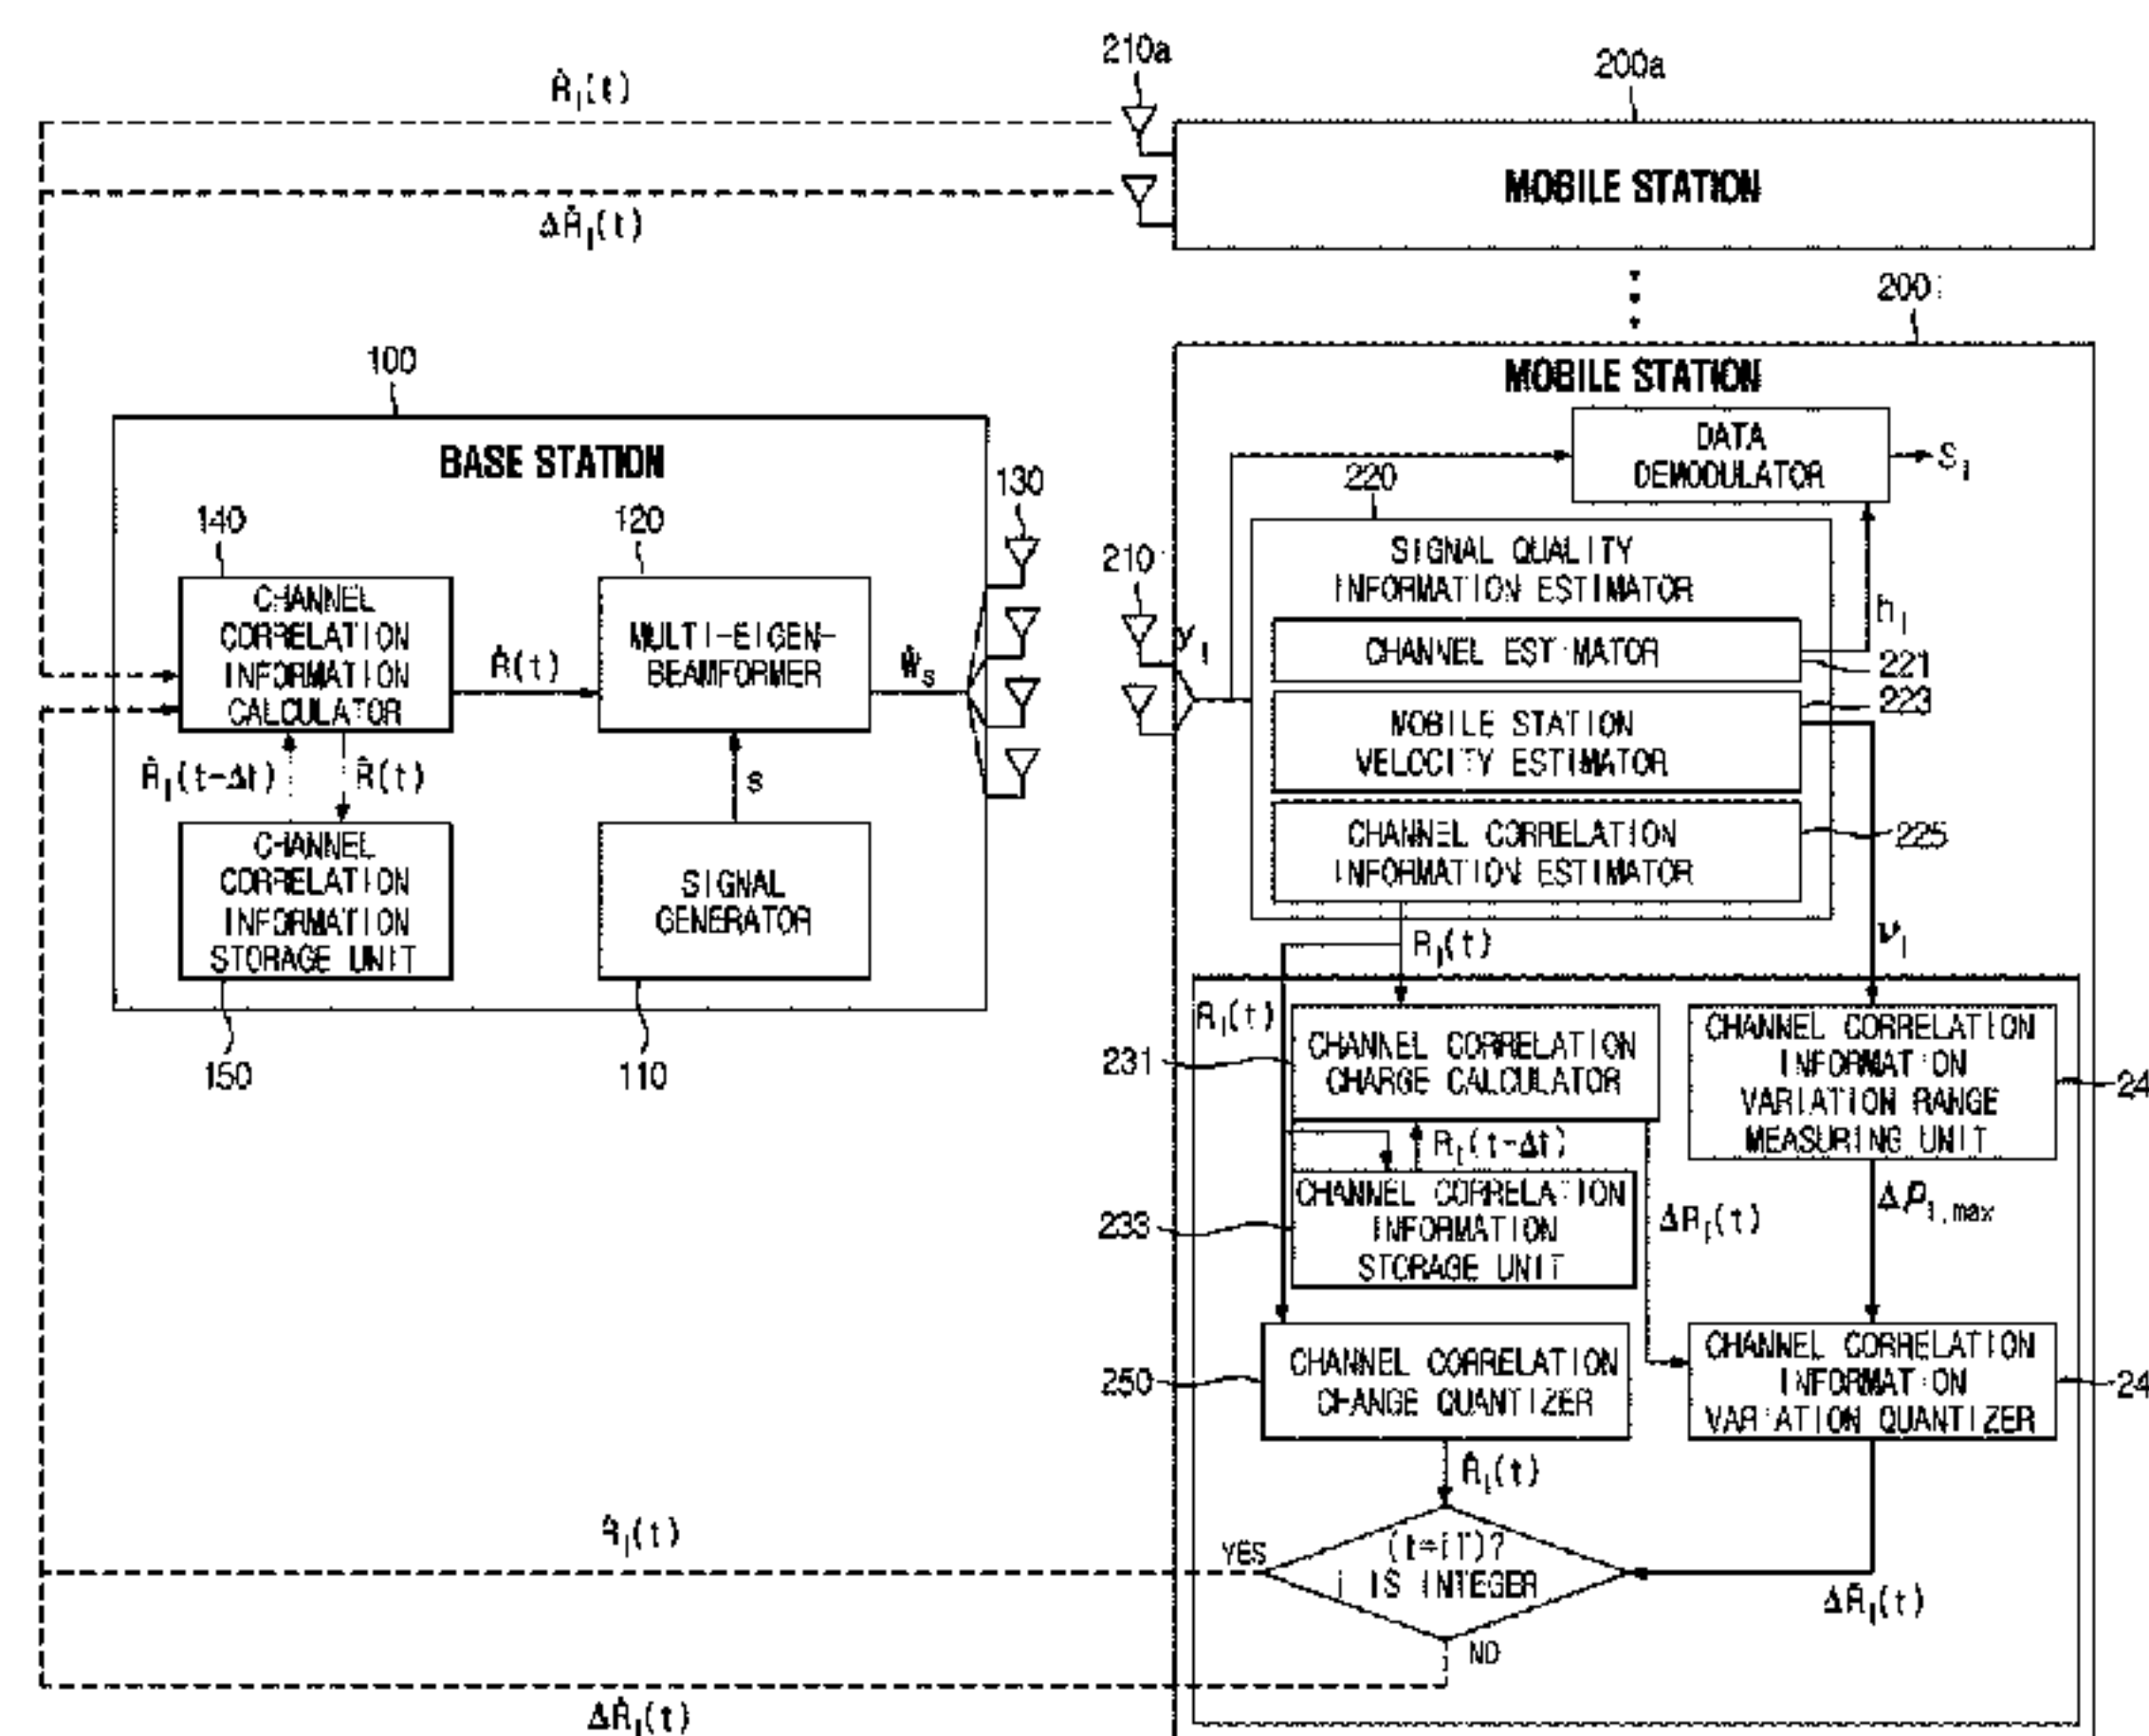 210a
200a
R̂ᵢ(t)
MOBILE STATION
ΔR̂ᵢ(t)
200
100
MOBILE STATION
BASE STATION
DATA
DEMODULATOR
Sᵢ
220
130
140
120
SIGNAL QUALITY
INFORMATION ESTIMATOR
210
hᵢ
CHANNEL
CORRELATION
INFORMATION
CALCULATOR
R̂(t)
MULTI-EIGEN-
BEAMFORMER
Ŵs
yᵢ
CHANNEL ESTIMATOR
221
223
MOBILE STATION
VELOCITY ESTIMATOR
R̂ᵢ(t-Δt)
R̂(t)
s
CHANNEL CORRELATION
INFORMATION ESTIMATOR
225
CHANNEL
CORRELATION
INFORMATION
STORAGE UNIT
SIGNAL
GENERATOR
Rᵢ(t)
νᵢ
150
110
Rᵢ(t)
231
CHANNEL CORRELATION
CHARGE CALCULATOR
CHANNEL CORRELATION
INFORMATION
VARIATION RANGE
MEASURING UNIT
24
Rᵢ(t-Δt)
233
CHANNEL CORRELATION
INFORMATION
STORAGE UNIT
ΔRᵢ(t)
Δρᵢ,max
250
CHANNEL CORRELATION
CHANGE QUANTIZER
CHANNEL CORRELATION
INFORMATION
VARIATION QUANTIZER
24
R̂ᵢ(t)
R̂ᵢ(t)
YES
(t=iT)?
i IS INTEGER
ΔR̂ᵢ(t)
NO
ΔR̂ᵢ(t)